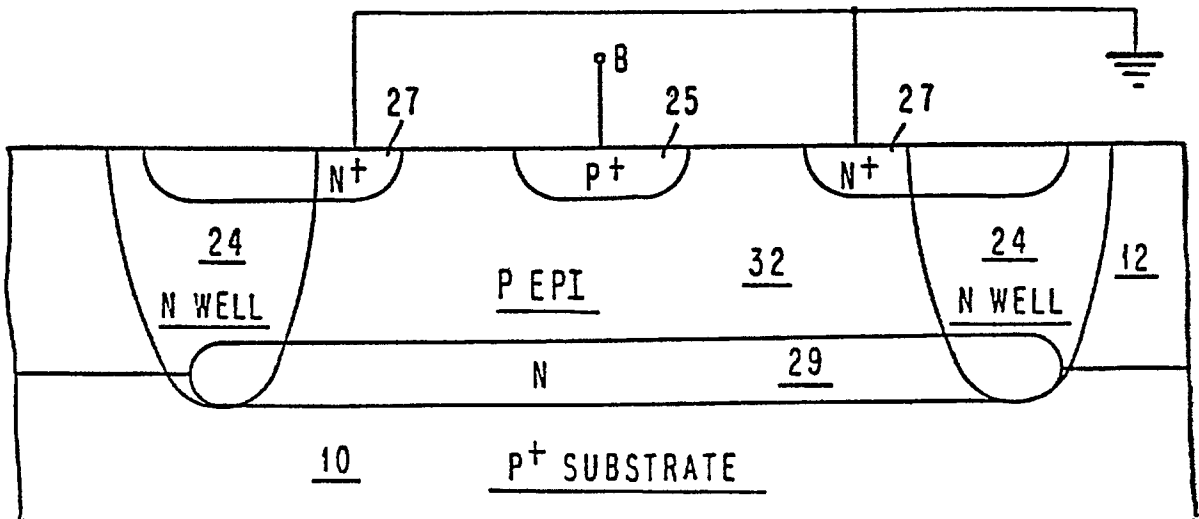 B
27
25
27
N+
P+
N+
24
N WELL
P EPI
32
24
N WELL
12
N
29
10
P+ SUBSTRATE